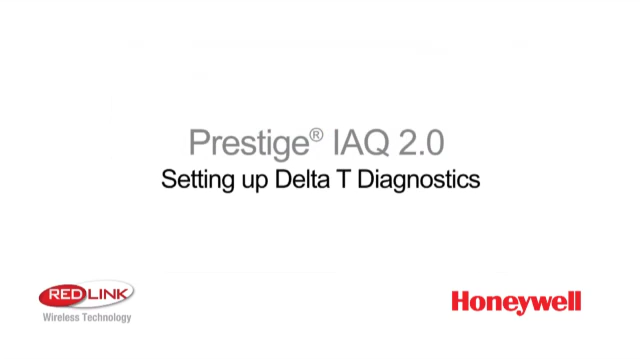 Prestige® IAQ 2.0
Setting up Delta T Diagnostics
REDLINK
Wireless Technology
Honeywell